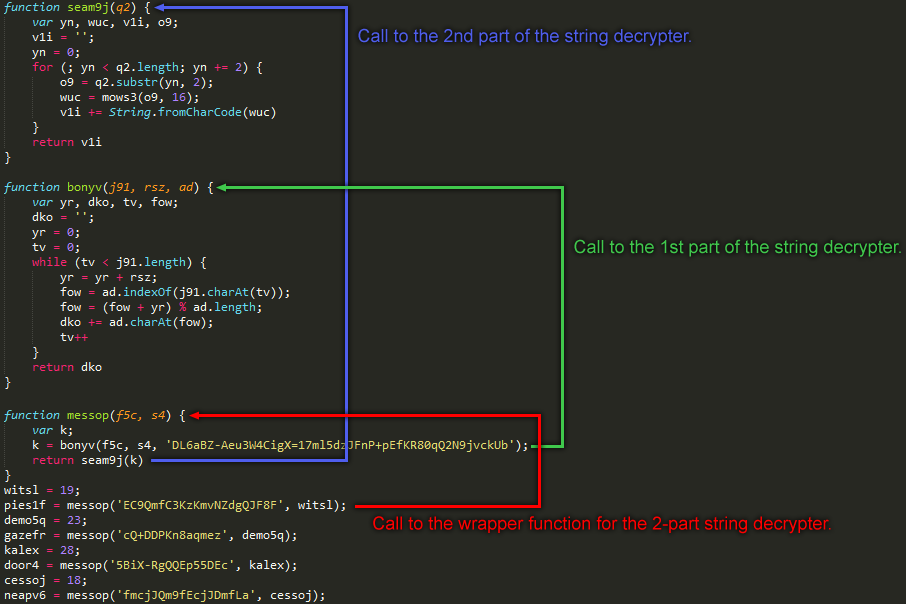 function seam9j(q2) {
var yn, wuc, v1i, o9;
Call to the 2nd part of the string decrypter.
v1i = '';
yn = 0;
for (; yn < q2.length; yn += 2) {
o9 = q2.substr(yn, 2);
wuc = mows3(o9, 16);
v1i += String.fromCharCode(wuc)
}
return v1i
}
function bonyv(j91, rsz, ad) {
var yr, dko, tv, fow;
dko = '';
yr = 0;
tv = 0;
Call to the 1st part of the string decrypter.
while (tv < j91.length) {
yr = yr + rsz;
fow = ad.indexOf(j91.charAt(tv));
fow = (fow + yr) % ad.length;
dko += ad.charAt(fow);
tv++
}
return dko
}
function messop(f5c, s4) {
var k;
k = bonyv(f5c, s4, 'DL6aBZ-Aeu3W4CigX=17ml5dzJFnP+pEfKR80qQ2N9jvckUb');
return seam9j(k)
}
witsl = 19;
pies1f = messop('EC9QmfC3KzKmvNZdgQJF8F', witsl);
demo5q = 23;
Call to the wrapper function for the 2-part string decrypter.
gazefr = messop('cQ+DDPKn8aqmez', demo5q);
kalex = 28;
door4 = messop('5BiX-RgQQEp55DEc', kalex);
cessoj = 18;
neapv6 = messop('fmcjJQm9fEcjJDmfLa', cessoj);